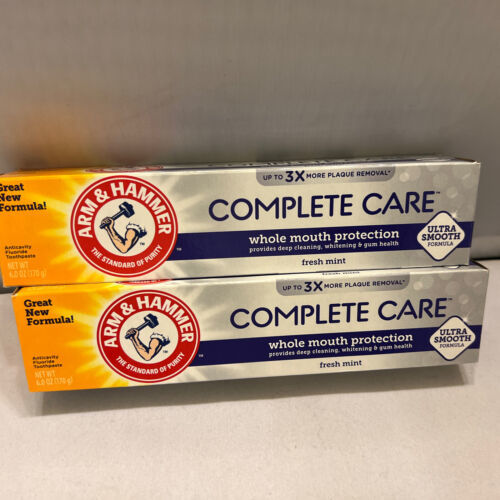 Great
New
Formula!
Anticavity
Fluoride
Toothpaste
NET WT
6.0 OZ (170 g)
ARM & HAMMER
THE STANDARD OF PURITY
™
UP TO 3X MORE PLAQUE REMOVAL*
COMPLETE CARE™
whole mouth protection
provides deep cleaning, whitening & gum health
fresh mint
ULTRA
SMOOTH
FORMULA
Great
New
Formula!
Anticavity
Fluoride
Toothpaste
NET WT
6.0 OZ (170 g)
ARM & HAMMER
THE STANDARD OF PURITY
™
UP TO 3X MORE PLAQUE REMOVAL*
COMPLETE CARE™
whole mouth protection
provides deep cleaning, whitening & gum health
fresh mint
ULTRA
SMOOTH
FORMULA